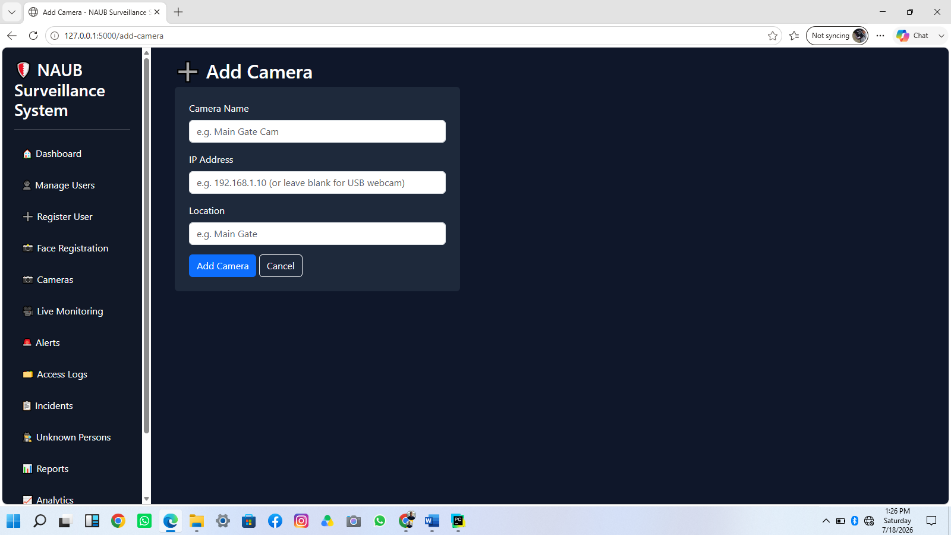 Add Camera - NAUB Surveillance S
127.0.0.1:5000/add-camera
Not syncing
Chat
NAUB
Surveillance
System
Dashboard
Manage Users
Register User
Face Registration
Cameras
Live Monitoring
Alerts
Access Logs
Incidents
Unknown Persons
Reports
Analytics
Add Camera
Camera Name
e.g. Main Gate Cam
IP Address
e.g. 192.168.1.10 (or leave blank for USB webcam)
Location
e.g. Main Gate
Add Camera Cancel
1:26 PM
Saturday
7/18/2026